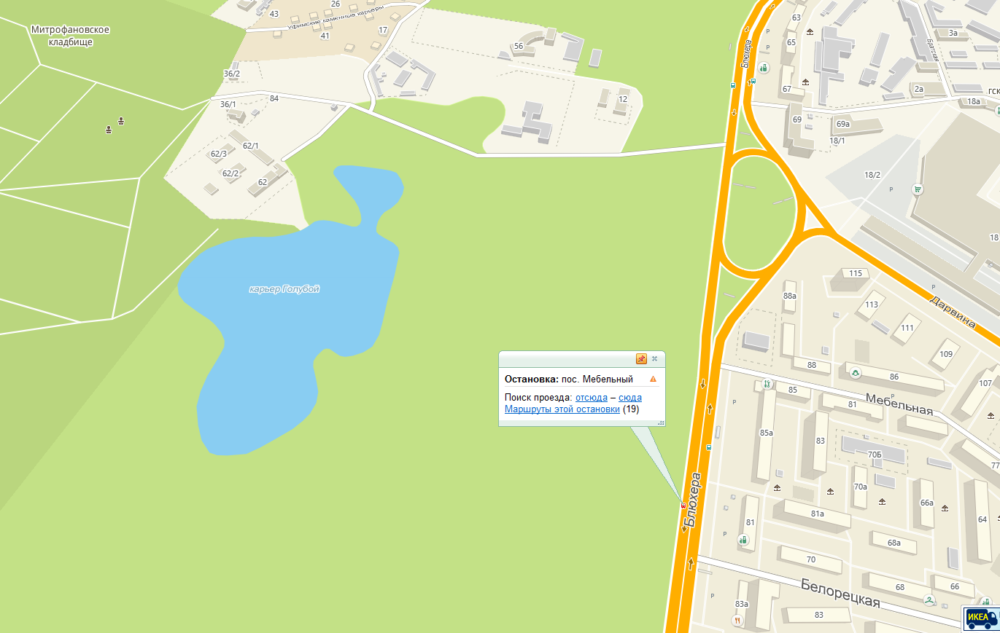 43
26
Уфимские каменные карьеры
41
17
Митрофановское
кладбище
36/2
84
36/1
62/1
62/3
62/2
62
56
12
Блюхера
63
65
67
69
69а
18/1
18/2
Братская
3а
2а
гск
18а
18
P
P
P
P
карьер Голубой
115
113
111
109
107
Дарвина
88а
88
86
85
81
Мебельная
P
P
85а
83
70Б
77
70а
66а
64
81
81а
68а
P
70
68
66
Белорецкая
P
83а
83
Блюхера
Остановка: пос. Мебельный
Поиск проезда: отсюда – сюда
Маршруты этой остановки (19)
ИКЕА